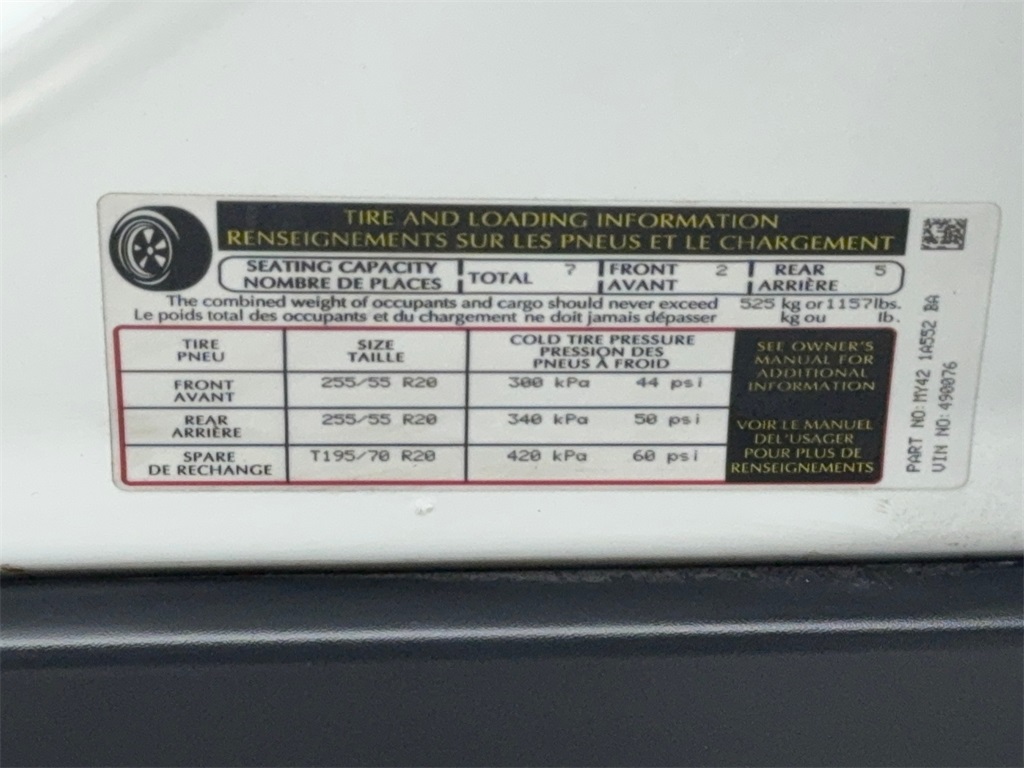 TIRE AND LOADING INFORMATION
RENSEIGNEMENTS SUR LES PNEUS ET LE CHARGEMENT
SEATING CAPACITY TOTAL 7 FRONT 2 REAR 5
NOMBRE DE PLACES AVANT ARRIÈRE
The combined weight of occupants and cargo should never exceed 525 kg or 1157 lbs.
Le poids total des occupants et du chargement ne doit jamais dépasser kg ou lb.
TIRE SIZE COLD TIRE PRESSURE
PNEU TAILLE PRESSION DES
PNEUS À FROID
FRONT 255/55 R20 300 kPa 44 psi
AVANT
REAR 255/55 R20 340 kPa 50 psi
ARRIÈRE
SPARE T195/70 R20 420 kPa 60 psi
DE RECHANGE
SEE OWNER'S
MANUAL FOR
ADDITIONAL
INFORMATION
VOIR LE MANUEL
DEL'USAGER
POUR PLUS DE
RENSEIGNEMENTS
PART NO: MY42 1A552 BA
VIN NO: 490076